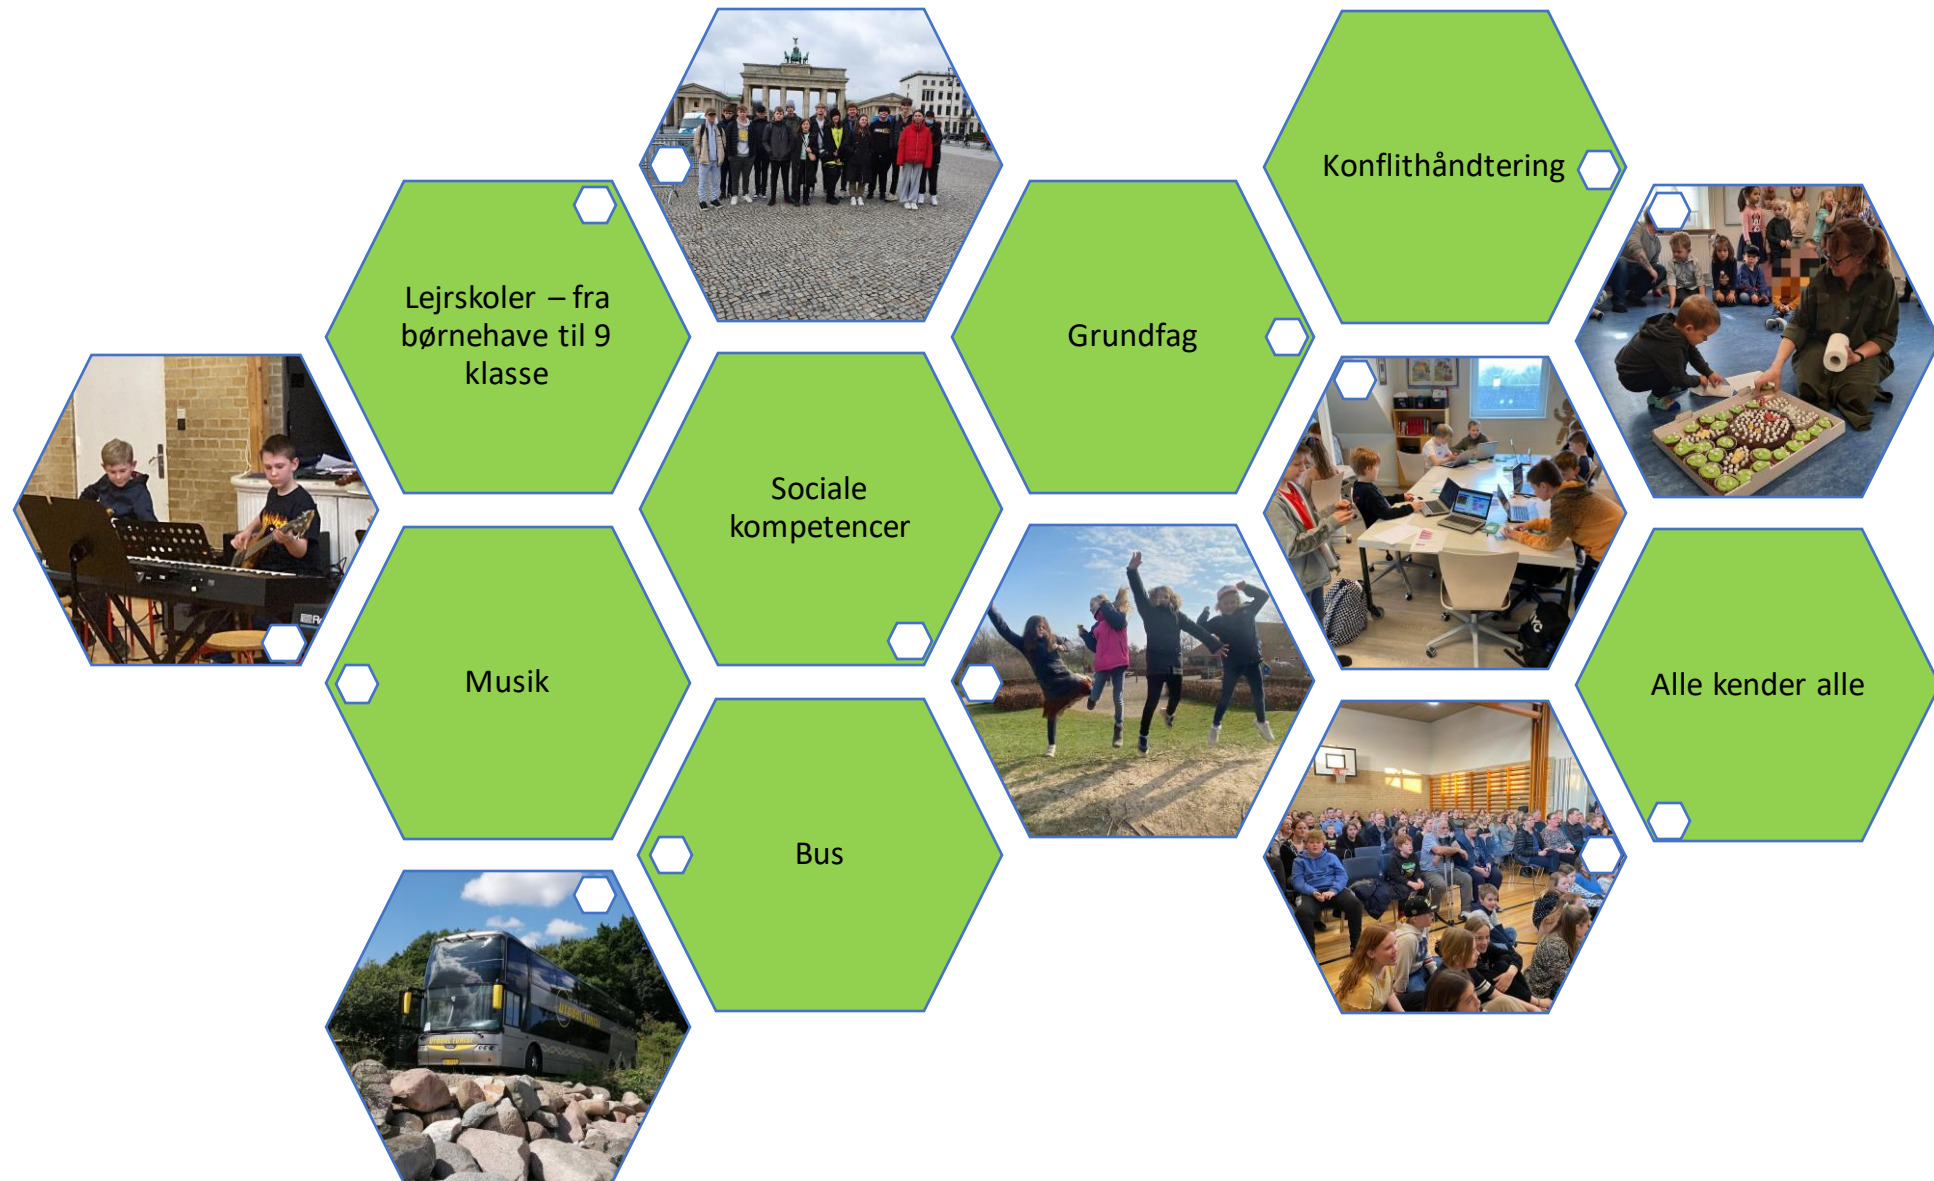 Konflithåndtering
Lejrskoler – fra
børnehave til 9
klasse
Grundfag
Sociale
kompetencer
Musik
Alle kender alle
Bus